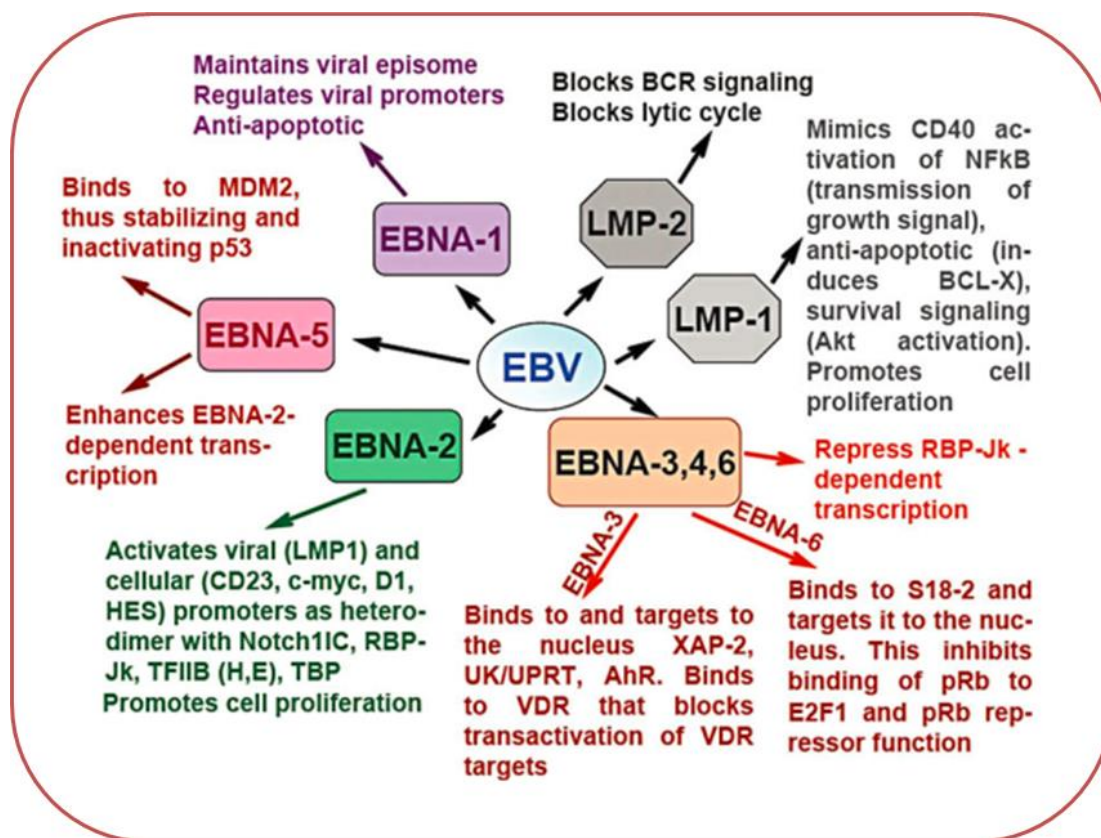 Maintains viral episome
Regulates viral promoters
Anti-apoptotic
Blocks BCR signaling
Blocks lytic cycle
Mimics CD40 ac-
tivation of NFkB
(transmission of
growth signal),
anti-apoptotic (in-
duces BCL-X),
survival signaling
(Akt activation).
Promotes cell
proliferation
Binds to MDM2,
thus stabilizing and
inactivating p53
EBNA-1
LMP-2
LMP-1
EBNA-5
EBV
Enhances EBNA-2-
dependent trans-
cription
EBNA-2
EBNA-3,4,6
Repress RBP-Jk -
dependent
transcription
EBNA-3
EBNA-6
Activates viral (LMP1) and
cellular (CD23, c-myc, D1,
HES) promoters as hetero-
dimer with Notch1IC, RBP-
Jk, TFIIB (H,E), TBP
Promotes cell proliferation
Binds to and targets to
the nucleus XAP-2,
UK/UPRT, AhR. Binds
to VDR that blocks
transactivation of VDR
targets
Binds to S18-2 and
targets it to the nuc-
leus. This inhibits
binding of pRb to
E2F1 and pRb rep-
ressor function